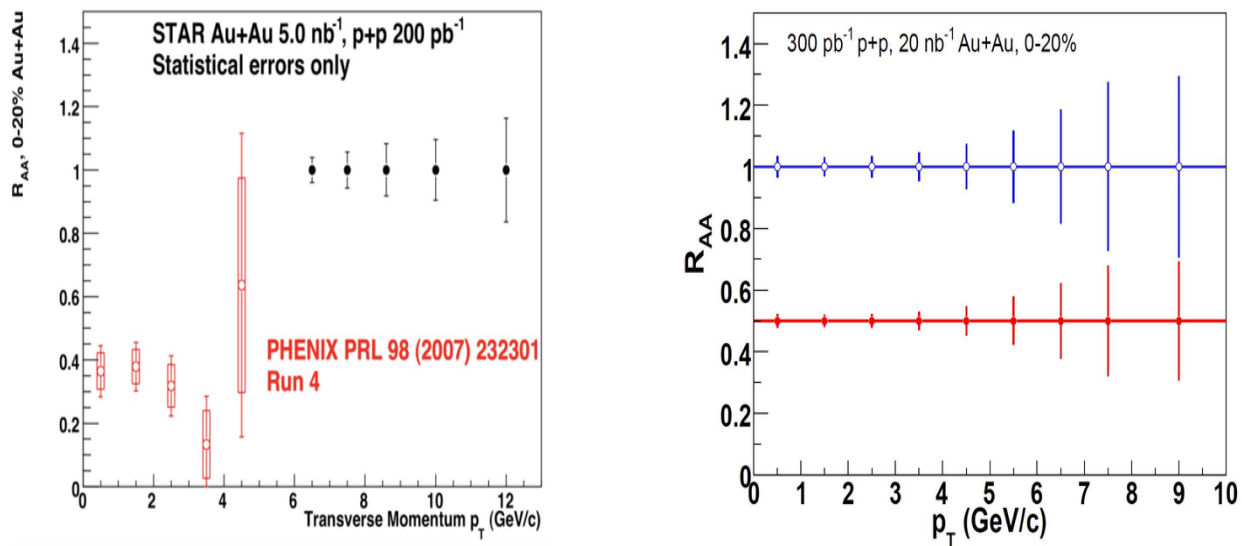 STAR Au+Au 5.0 nb-1, p+p 200 pb-1
Statistical errors only
PHENIX PRL 98 (2007) 232301
Run 4
RAA, 0-20% Au+Au
1.4
1.2
1
0.8
0.6
0.4
0.2
0
0 2 4 6 8 10 12
Transverse Momentum pT (GeV/c)
300 pb-1 p+p, 20 nb-1 Au+Au, 0-20%
RAA
1.4
1.2
1
0.8
0.6
0.4
0.2
0
0 1 2 3 4 5 6 7 8 9 10
pT (GeV/c)